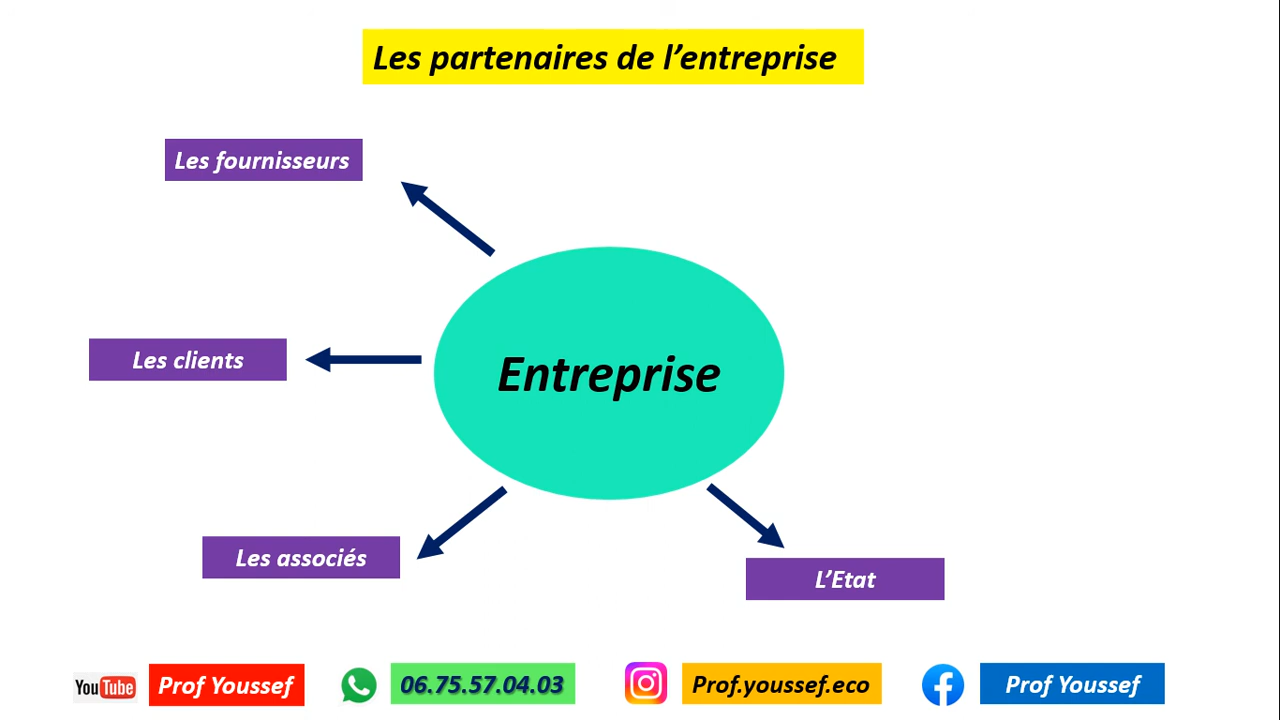 Les partenaires de l’entreprise
Les fournisseurs
Les clients
Entreprise
Les associés
L’Etat
YouTube
Prof Youssef
06.75.57.04.03
Prof.youssef.eco
Prof Youssef